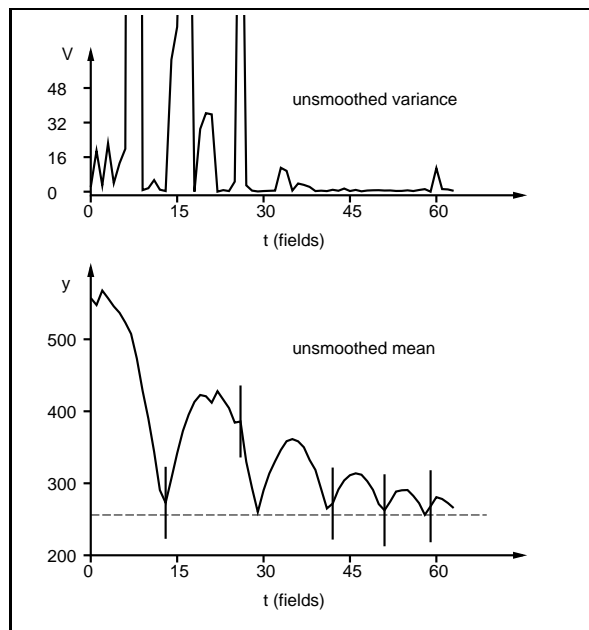 V
48
unsmoothed variance
32
16
0
0 15 30 45 60
t (fields)
y
500
unsmoothed mean
400
300
200
0 15 30 45 60
t (fields)